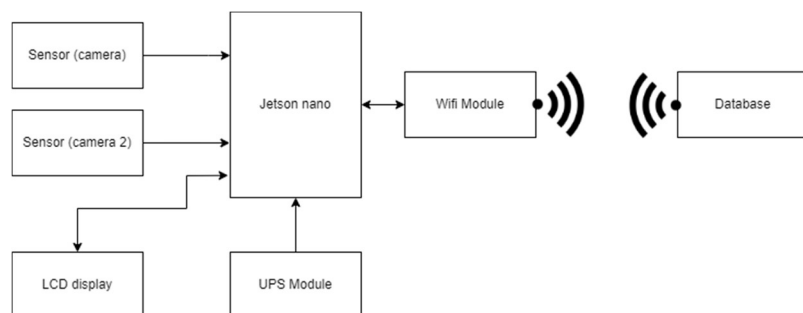 Sensor (camera)
Jetson nano
Wifi Module
Database
Sensor (camera 2)
LCD display
UPS Module